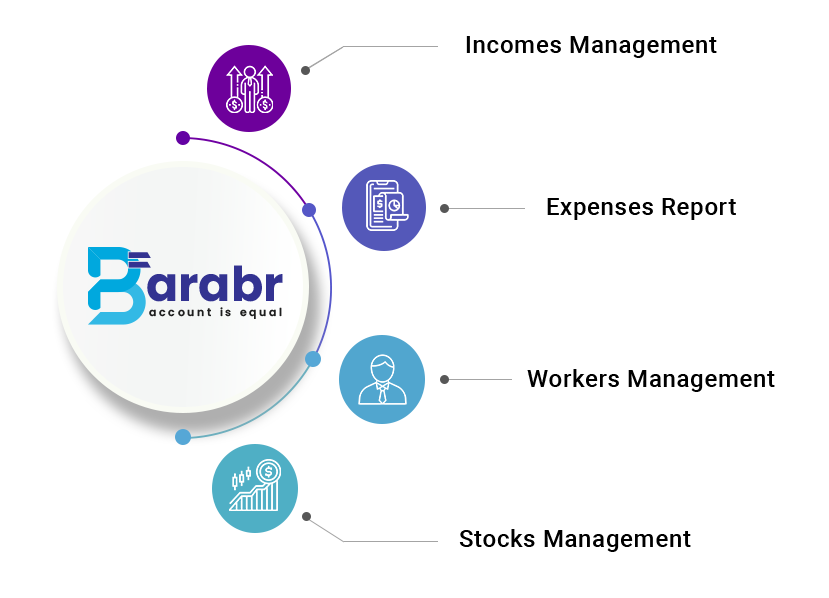 Incomes Management
Expenses Report
Barabr
account is equal
Workers Management
Stocks Management